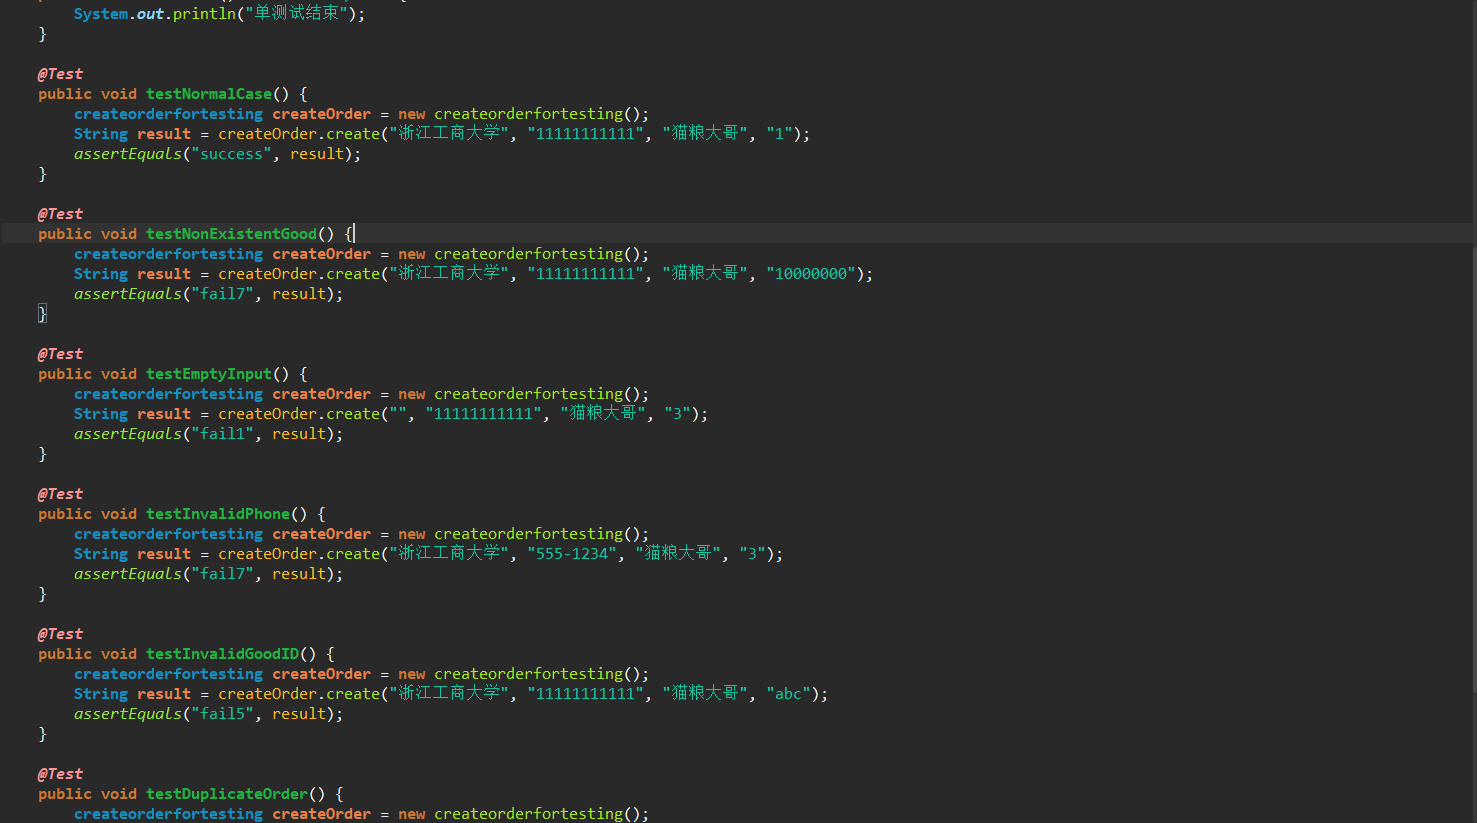 System.out.println("单测试结束");
}
@Test
public void testNormalCase() {
createorderfortesting createOrder = new createorderfortesting();
String result = createOrder.create("浙江工商大学", "11111111111", "猫粮大哥", "1");
assertEquals("success", result);
}
@Test
public void testNonExistentGood() {
createorderfortesting createOrder = new createorderfortesting();
String result = createOrder.create("浙江工商大学", "11111111111", "猫粮大哥", "10000000");
assertEquals("fail7", result);
}
@Test
public void testEmptyInput() {
createorderfortesting createOrder = new createorderfortesting();
String result = createOrder.create("", "11111111111", "猫粮大哥", "3");
assertEquals("fail1", result);
}
@Test
public void testInvalidPhone() {
createorderfortesting createOrder = new createorderfortesting();
String result = createOrder.create("浙江工商大学", "555-1234", "猫粮大哥", "3");
assertEquals("fail7", result);
}
@Test
public void testInvalidGoodID() {
createorderfortesting createOrder = new createorderfortesting();
String result = createOrder.create("浙江工商大学", "11111111111", "猫粮大哥", "abc");
assertEquals("fail5", result);
}
@Test
public void testDuplicateOrder() {
createorderfortesting createOrder = new createorderfortesting();